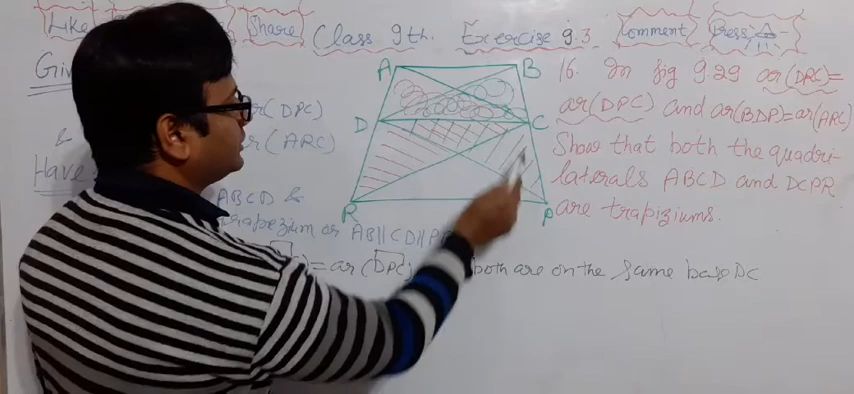 Like Share Class 9th. Exercise 9.3 Comment Press
16. In fig 9.29 ar(DRC)=
ar(DPC) and ar(BDP)=ar(ARC)
Show that both the quadri-
laterals ABCD and DCPR
are trapiziums.
A B
D C
R P
Given
ar(DPC)
&
ar(ARC)
Have
ABCD &
trapezium or AB||CD||P
= ar(DPC) both are on the same base DC